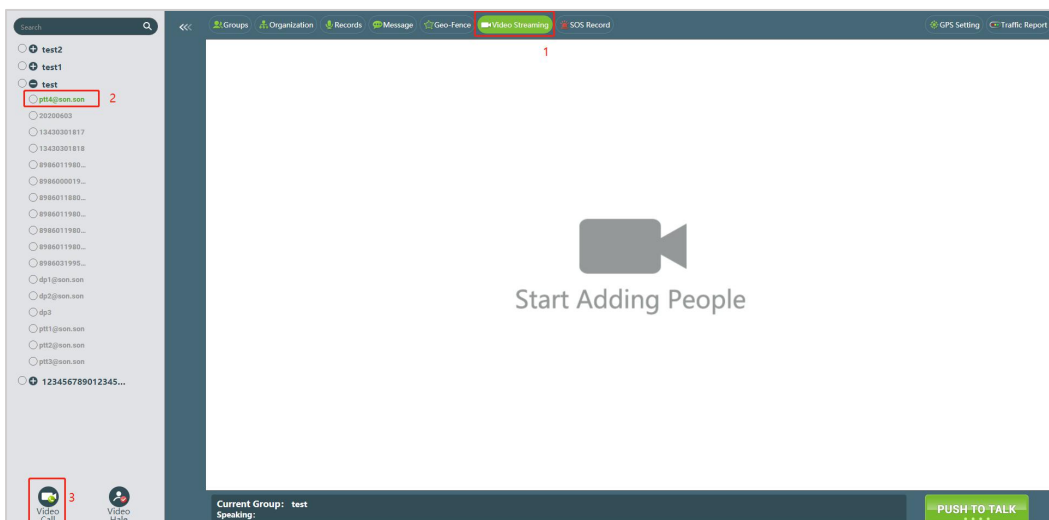 Search
Groups Organization Records Message Geo-Fence Video Streaming SOS Record GPS Setting Traffic Report
1
test2
test1
test
ptt4@son.son 2
20200603
13430301817
13430301818
8986011980...
8986000019...
8986011880...
8986011980...
8986011980...
8986011980...
8986031995...
dp1@son.son
dp2@son.son
dp3
ptt1@son.son
ptt2@son.son
ptt3@son.son
123456789012345...
Start Adding People
3
Video Call
Video
Current Group: test
Speaking:
PUSH TO TALK